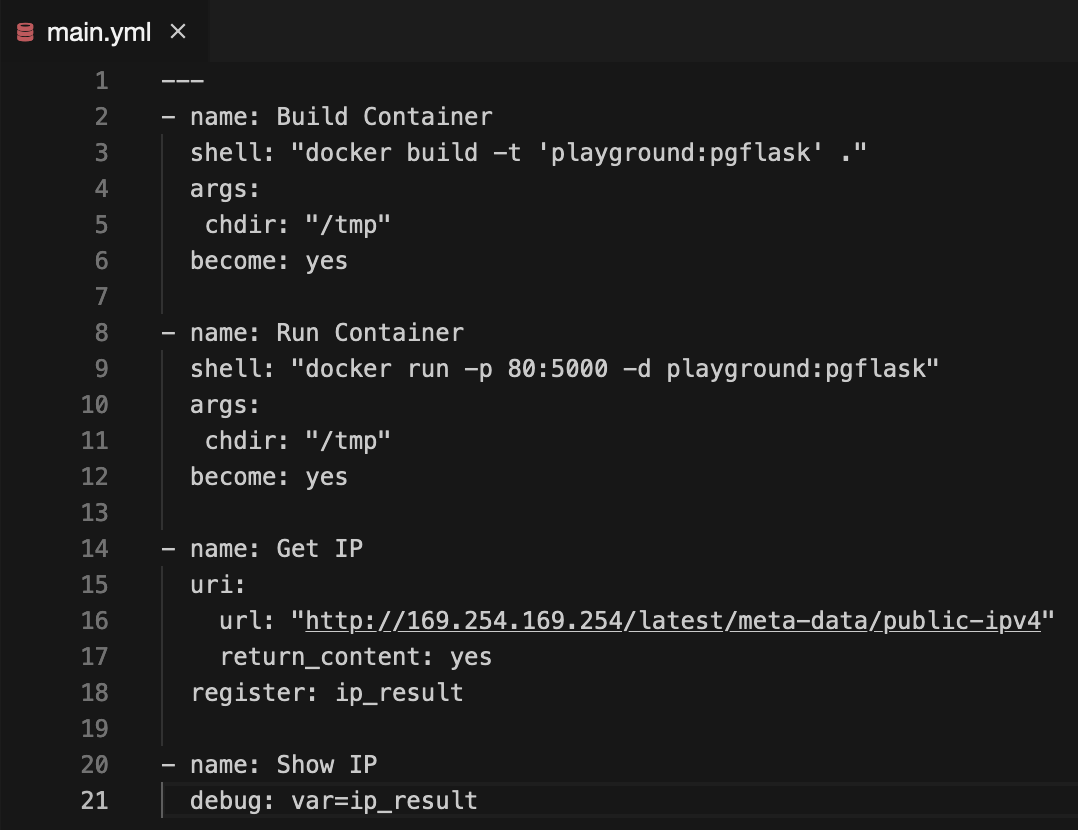 main.yml ×
1 ---
2 - name: Build Container
3   shell: "docker build -t 'playground:pgflask' ."
4   args:
5    chdir: "/tmp"
6   become: yes
7
8 - name: Run Container
9   shell: "docker run -p 80:5000 -d playground:pgflask"
10   args:
11    chdir: "/tmp"
12   become: yes
13
14 - name: Get IP
15   uri:
16     url: "http://169.254.169.254/latest/meta-data/public-ipv4"
17     return_content: yes
18   register: ip_result
19
20 - name: Show IP
21   debug: var=ip_result